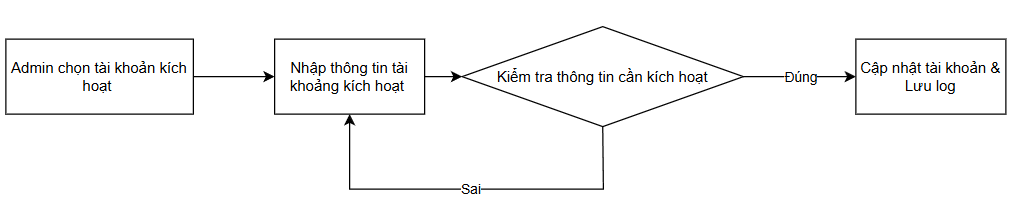 Admin chọn tài khoản kích
hoạt
Nhập thông tin tài
khoảng kích hoạt
Kiểm tra thông tin cần kích hoạt
Đúng
Cập nhật tài khoản &
Lưu log
Sai